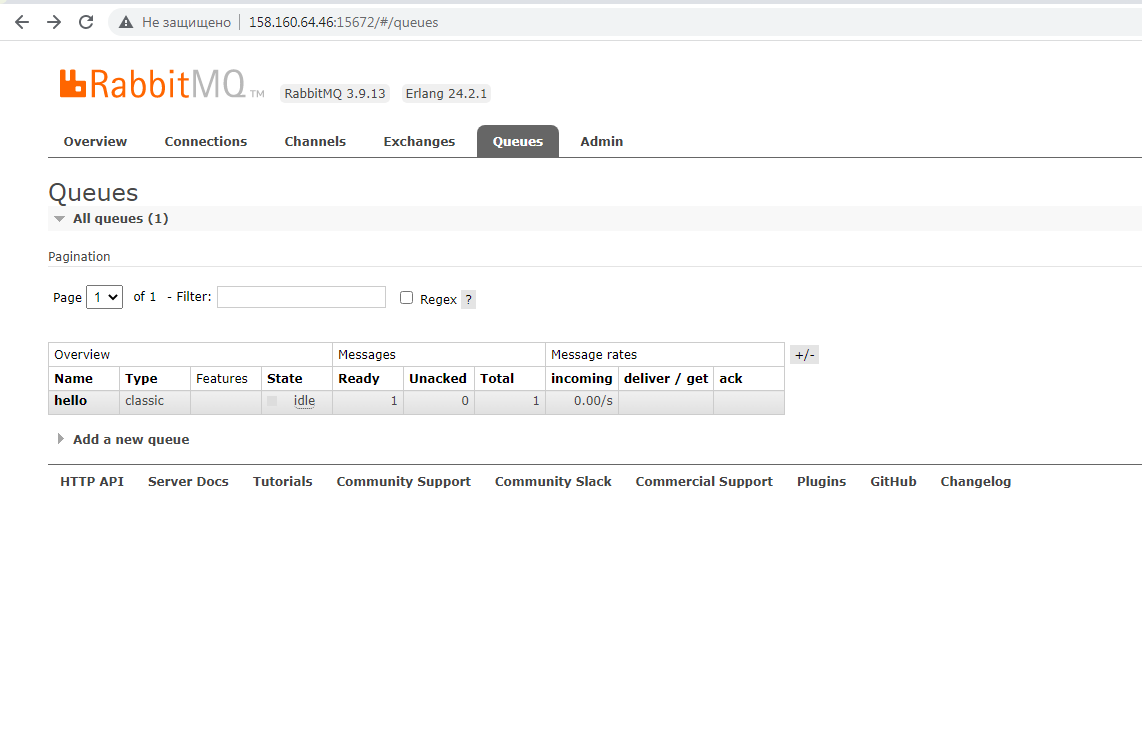 Не защищено 158.160.64.46:15672/#/queues
RabbitMQ TM RabbitMQ 3.9.13 Erlang 24.2.1
Overview Connections Channels Exchanges Queues Admin
Queues
All queues (1)
Pagination
Page 1 of 1 - Filter: Regex ?
Overview Messages Message rates +/-
Name Type Features State Ready Unacked Total incoming deliver / get ack
hello classic idle 1 0 1 0.00/s
Add a new queue
HTTP API Server Docs Tutorials Community Support Community Slack Commercial Support Plugins GitHub Changelog